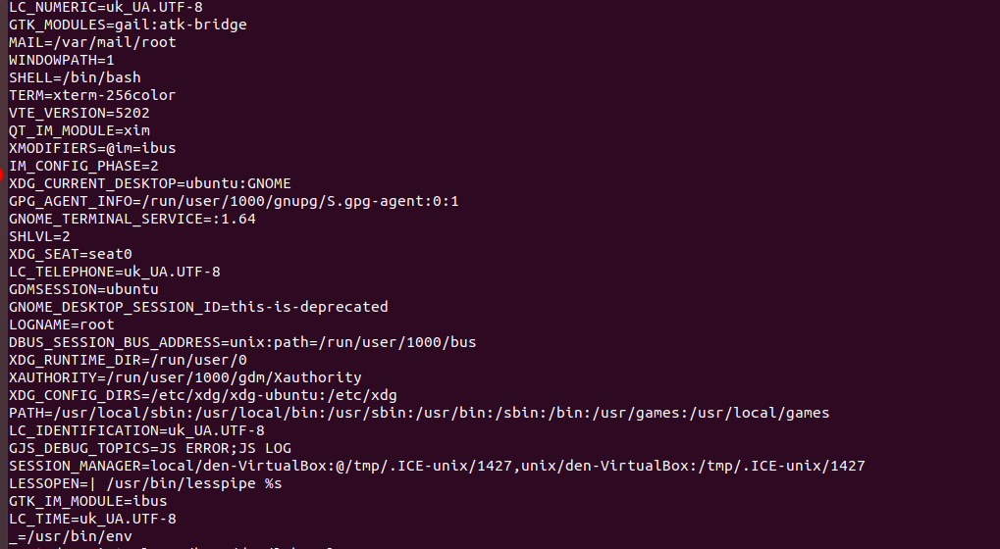 LC_NUMERIC=uk_UA.UTF-8
GTK_MODULES=gail:atk-bridge
MAIL=/var/mail/root
WINDOWPATH=1
SHELL=/bin/bash
TERM=xterm-256color
VTE_VERSION=5202
QT_IM_MODULE=xim
XMODIFIERS=@im=ibus
IM_CONFIG_PHASE=2
XDG_CURRENT_DESKTOP=ubuntu:GNOME
GPG_AGENT_INFO=/run/user/1000/gnupg/S.gpg-agent:0:1
GNOME_TERMINAL_SERVICE=:1.64
SHLVL=2
XDG_SEAT=seat0
LC_TELEPHONE=uk_UA.UTF-8
GDMSESSION=ubuntu
GNOME_DESKTOP_SESSION_ID=this-is-deprecated
LOGNAME=root
DBUS_SESSION_BUS_ADDRESS=unix:path=/run/user/1000/bus
XDG_RUNTIME_DIR=/run/user/0
XAUTHORITY=/run/user/1000/gdm/Xauthority
XDG_CONFIG_DIRS=/etc/xdg/xdg-ubuntu:/etc/xdg
PATH=/usr/local/sbin:/usr/local/bin:/usr/sbin:/usr/bin:/sbin:/bin:/usr/games:/usr/local/games
LC_IDENTIFICATION=uk_UA.UTF-8
GJS_DEBUG_TOPICS=JS ERROR;JS LOG
SESSION_MANAGER=local/den-VirtualBox:@/tmp/.ICE-unix/1427,unix/den-VirtualBox:/tmp/.ICE-unix/1427
LESSOPEN=| /usr/bin/lesspipe %s
GTK_IM_MODULE=ibus
LC_TIME=uk_UA.UTF-8
_=/usr/bin/env